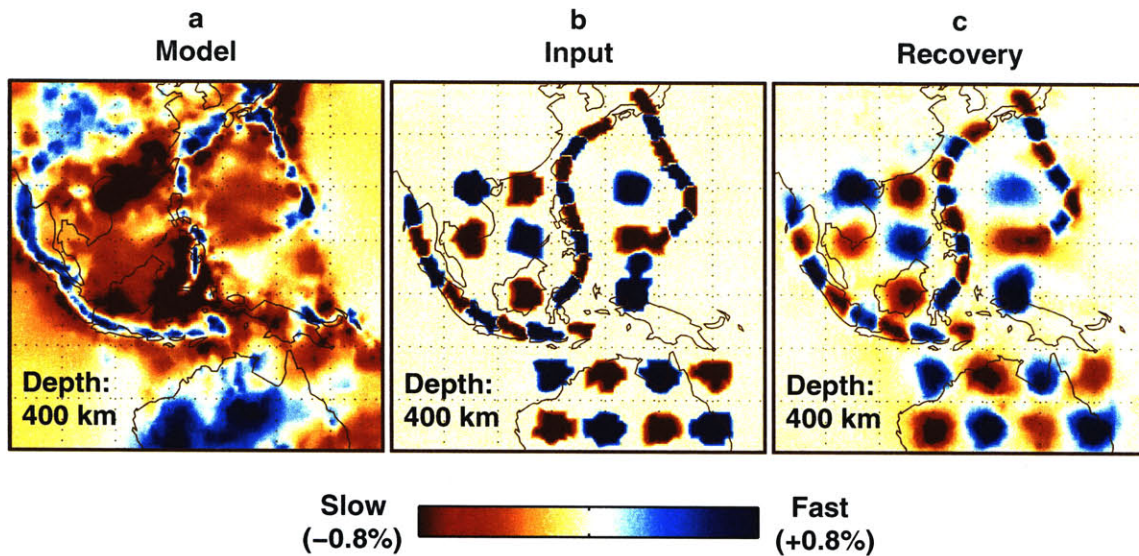 a
Model
b
Input
c
Recovery
Depth:
400 km
Depth:
400 km
Depth:
400 km
Slow
(−0.8%)
Fast
(+0.8%)